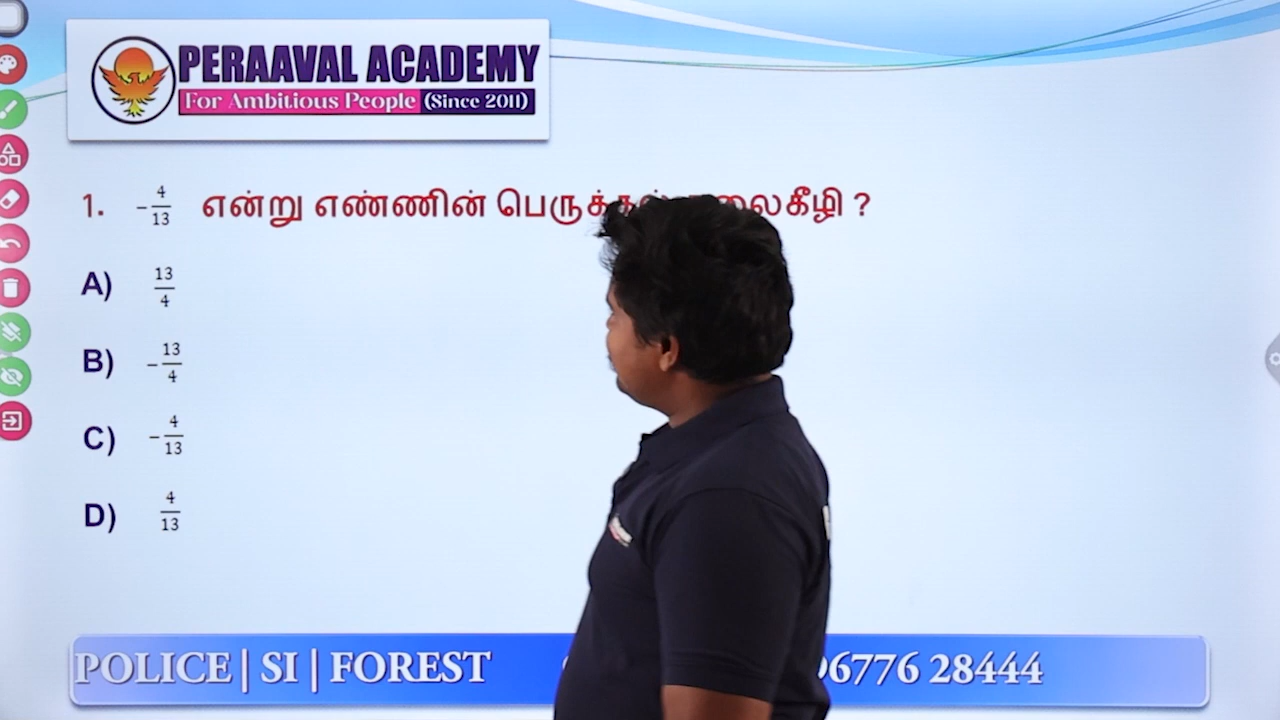 PERAAVAL ACADEMY
For Ambitious People (Since 2011)
1. -4/13 என்று எண்ணின் ?
A) 13/4
B) -13/4
C) -4/13
D) 4/13
POLICE | SI | FOREST 96776 28444